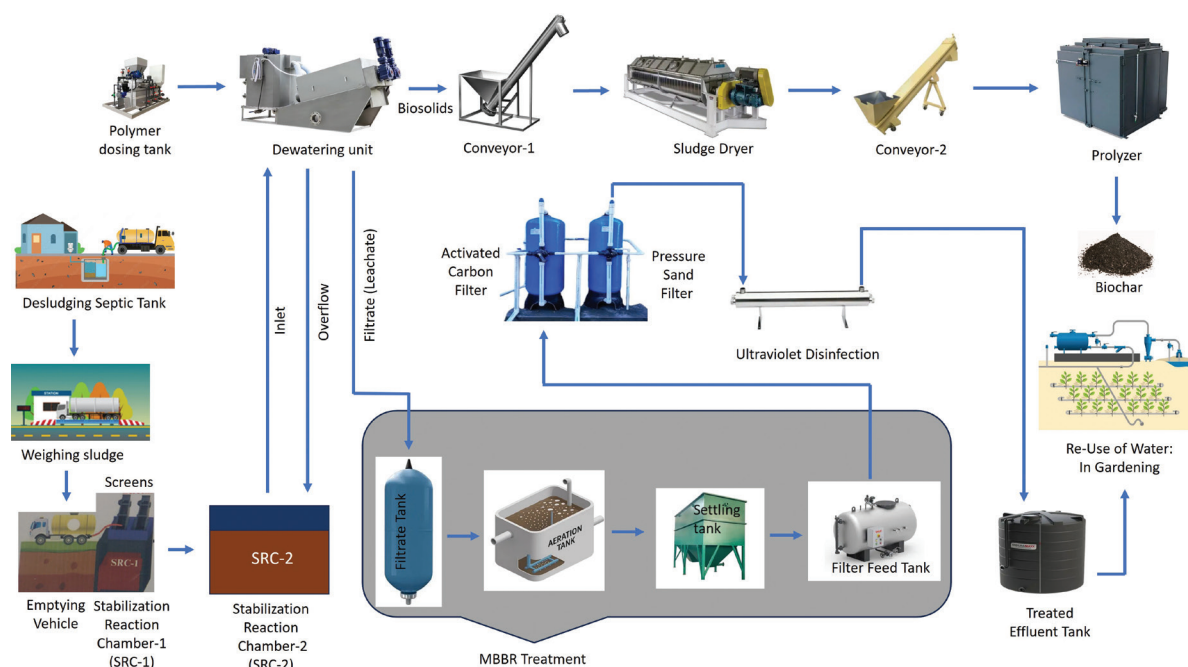 Polymer
dosing tank
Dewatering unit
Biosolids
Conveyor-1
Sludge Dryer
Conveyor-2
Prolyzer
Desludging Septic Tank
Inlet
Overflow
Filtrate (Leachate)
Activated
Carbon
Filter
Pressure
Sand
Filter
Ultraviolet Disinfection
Biochar
STATION
Weighing sludge
Re-Use of Water:
In Gardening
Screens
SRC-1
Emptying
Vehicle
Stabilization
Reaction
Chamber-1
(SRC-1)
SRC-2
Stabilization
Reaction
Chamber-2
(SRC-2)
Filtrate Tank
AERATION
TANK
Settling
tank
Filter Feed Tank
MBBR Treatment
Treated
Effluent Tank